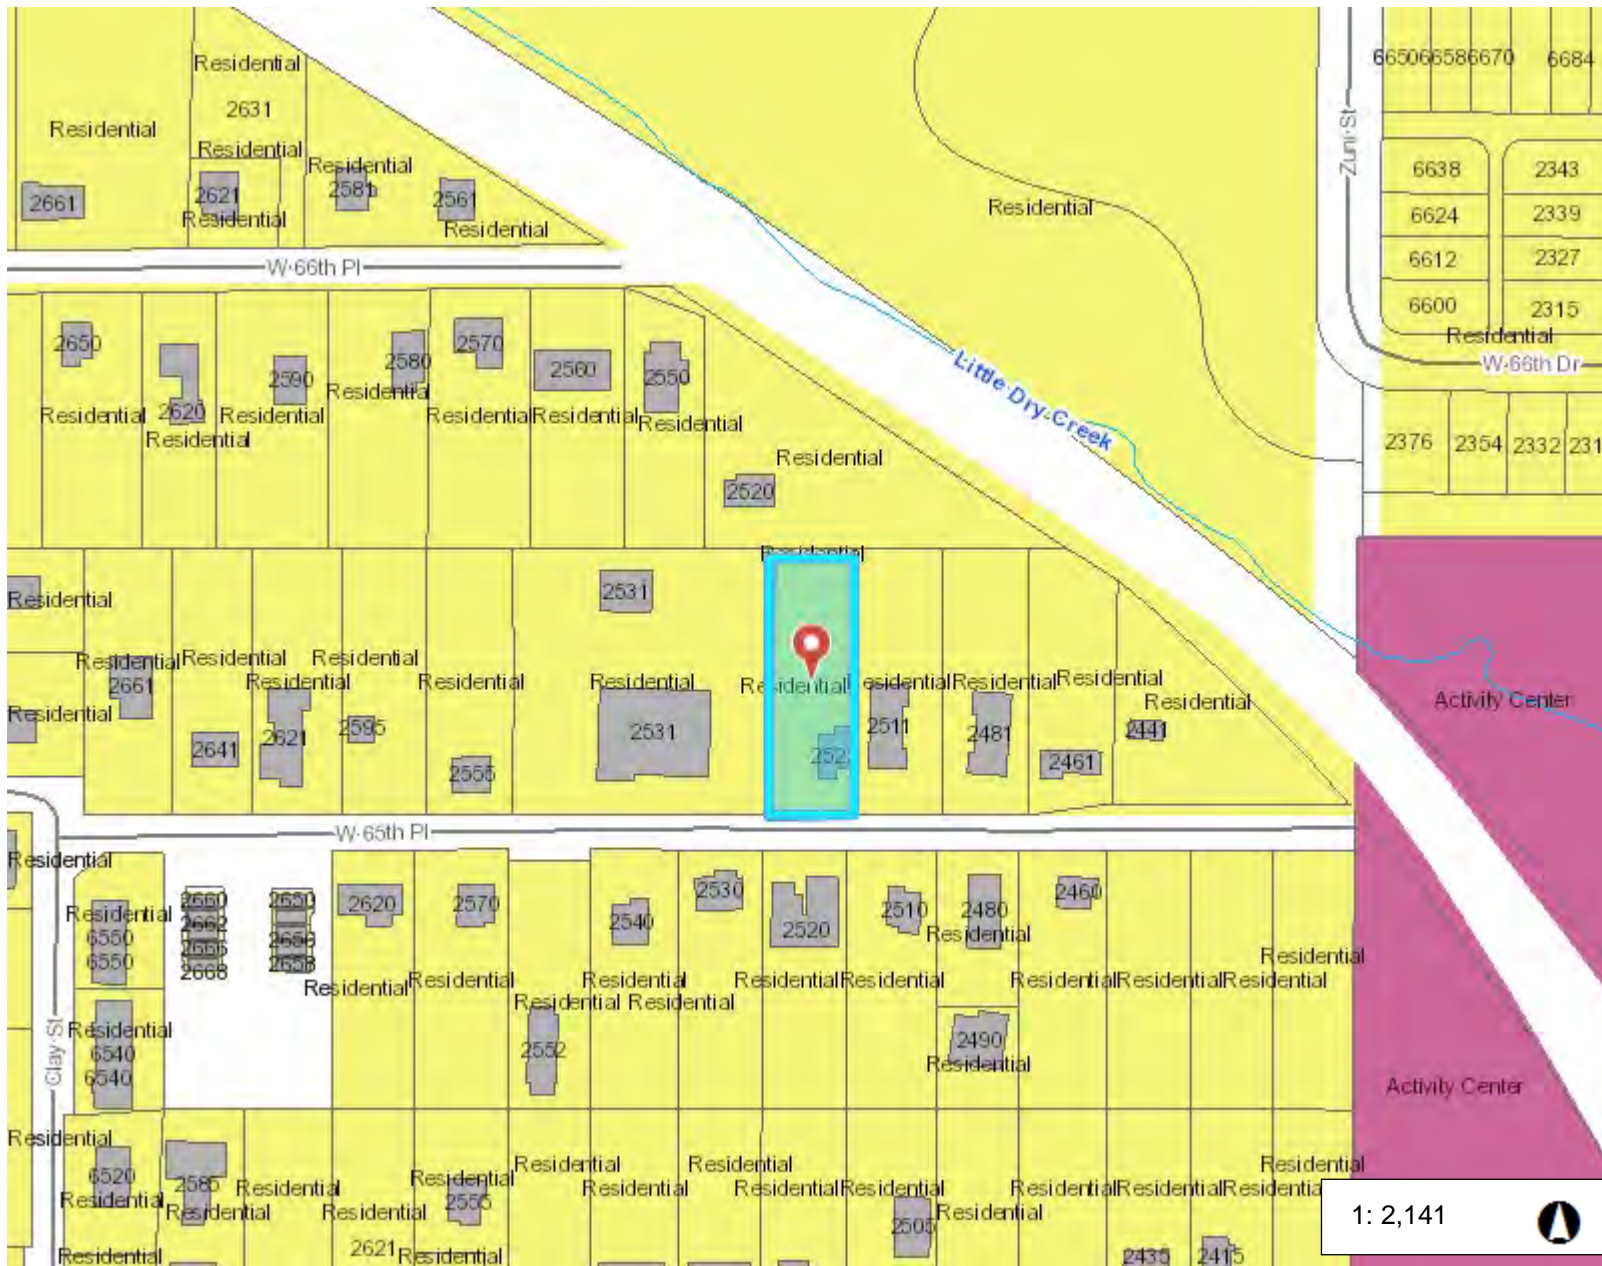 Residential
2631
Residential
Residential
Residential
2661
2621
2581
2561
Residential
Residential
W 66th Pl
Zuni St
6650 6658 6670 6684
6638 2343
6624 2339
6612 2327
6600 2315
Residential
W 66th Dr
Residential
2376 2354 2332 231
Little Dry Creek
2650
2620
2590
2580
2570
2560
2550
Residential
Residential
Residential
Residential
Residential
Residential
Residential
Residential
2520
Residential
Residential
2531
Residential
Residential
Residential
Residential
Residential
Residential
Residential
Residential
Residential
Residential
Residential
Residential
2661
2641
2621
2595
2555
2531
252
2511
2481
2461
2441
Activity Center
W 65th Pl
Residential
Residential
6550
6550
2660
2662
2666
2668
2650
2656
2658
2620
2570
2540
2530
2520
2510
2480
2460
Residential
Residential
Residential
Residential
Residential
Residential
Residential
Residential
Residential
Residential
Residential
Residential
2552
2490
Residential
Clay St
Residential
6540
6540
Activity Center
Residential
6520
Residential
2585
Residential
Residential
Residential
2621
Residential
2555
Residential
Residential
Residential
Residential
Residential
Residential
2505
Residential
Residential
Residential
Residential
Residential
Residential
2435
2415
1: 2,141